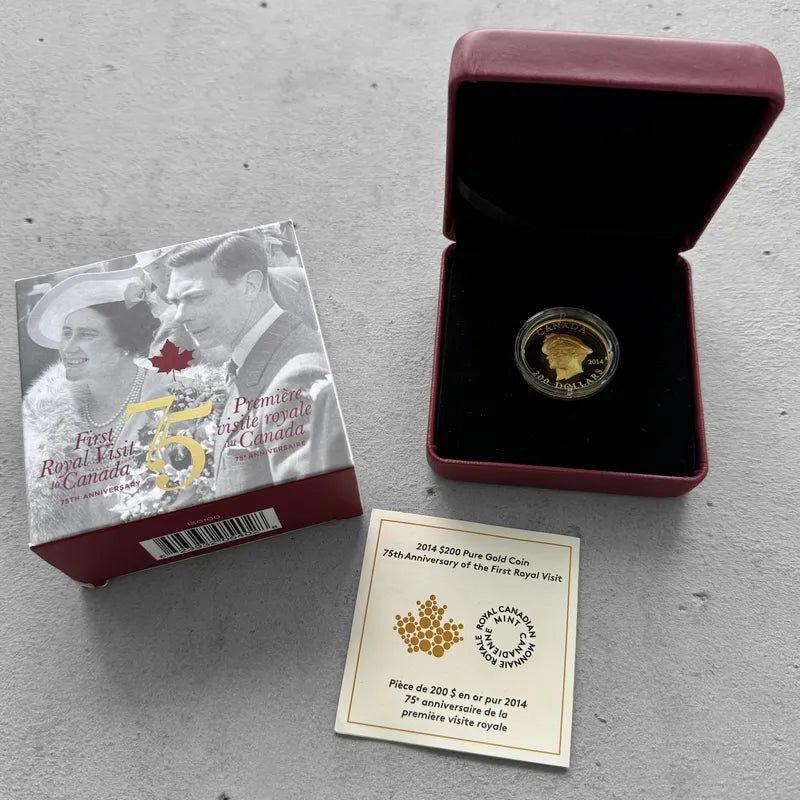 First
Royal Visit
to Canada
75TH ANNIVERSARY
75
Première
visite royale
au Canada
75e ANNIVERSAIRE
130100
CANADA
2014
200 DOLLARS
2014 $200 Pure Gold Coin
75th Anniversary of the First Royal Visit
ROYAL CANADIAN MINT
MONNAIE ROYALE CANADIENNE
Pièce de 200 $ en or pur 2014
75e anniversaire de la
première visite royale